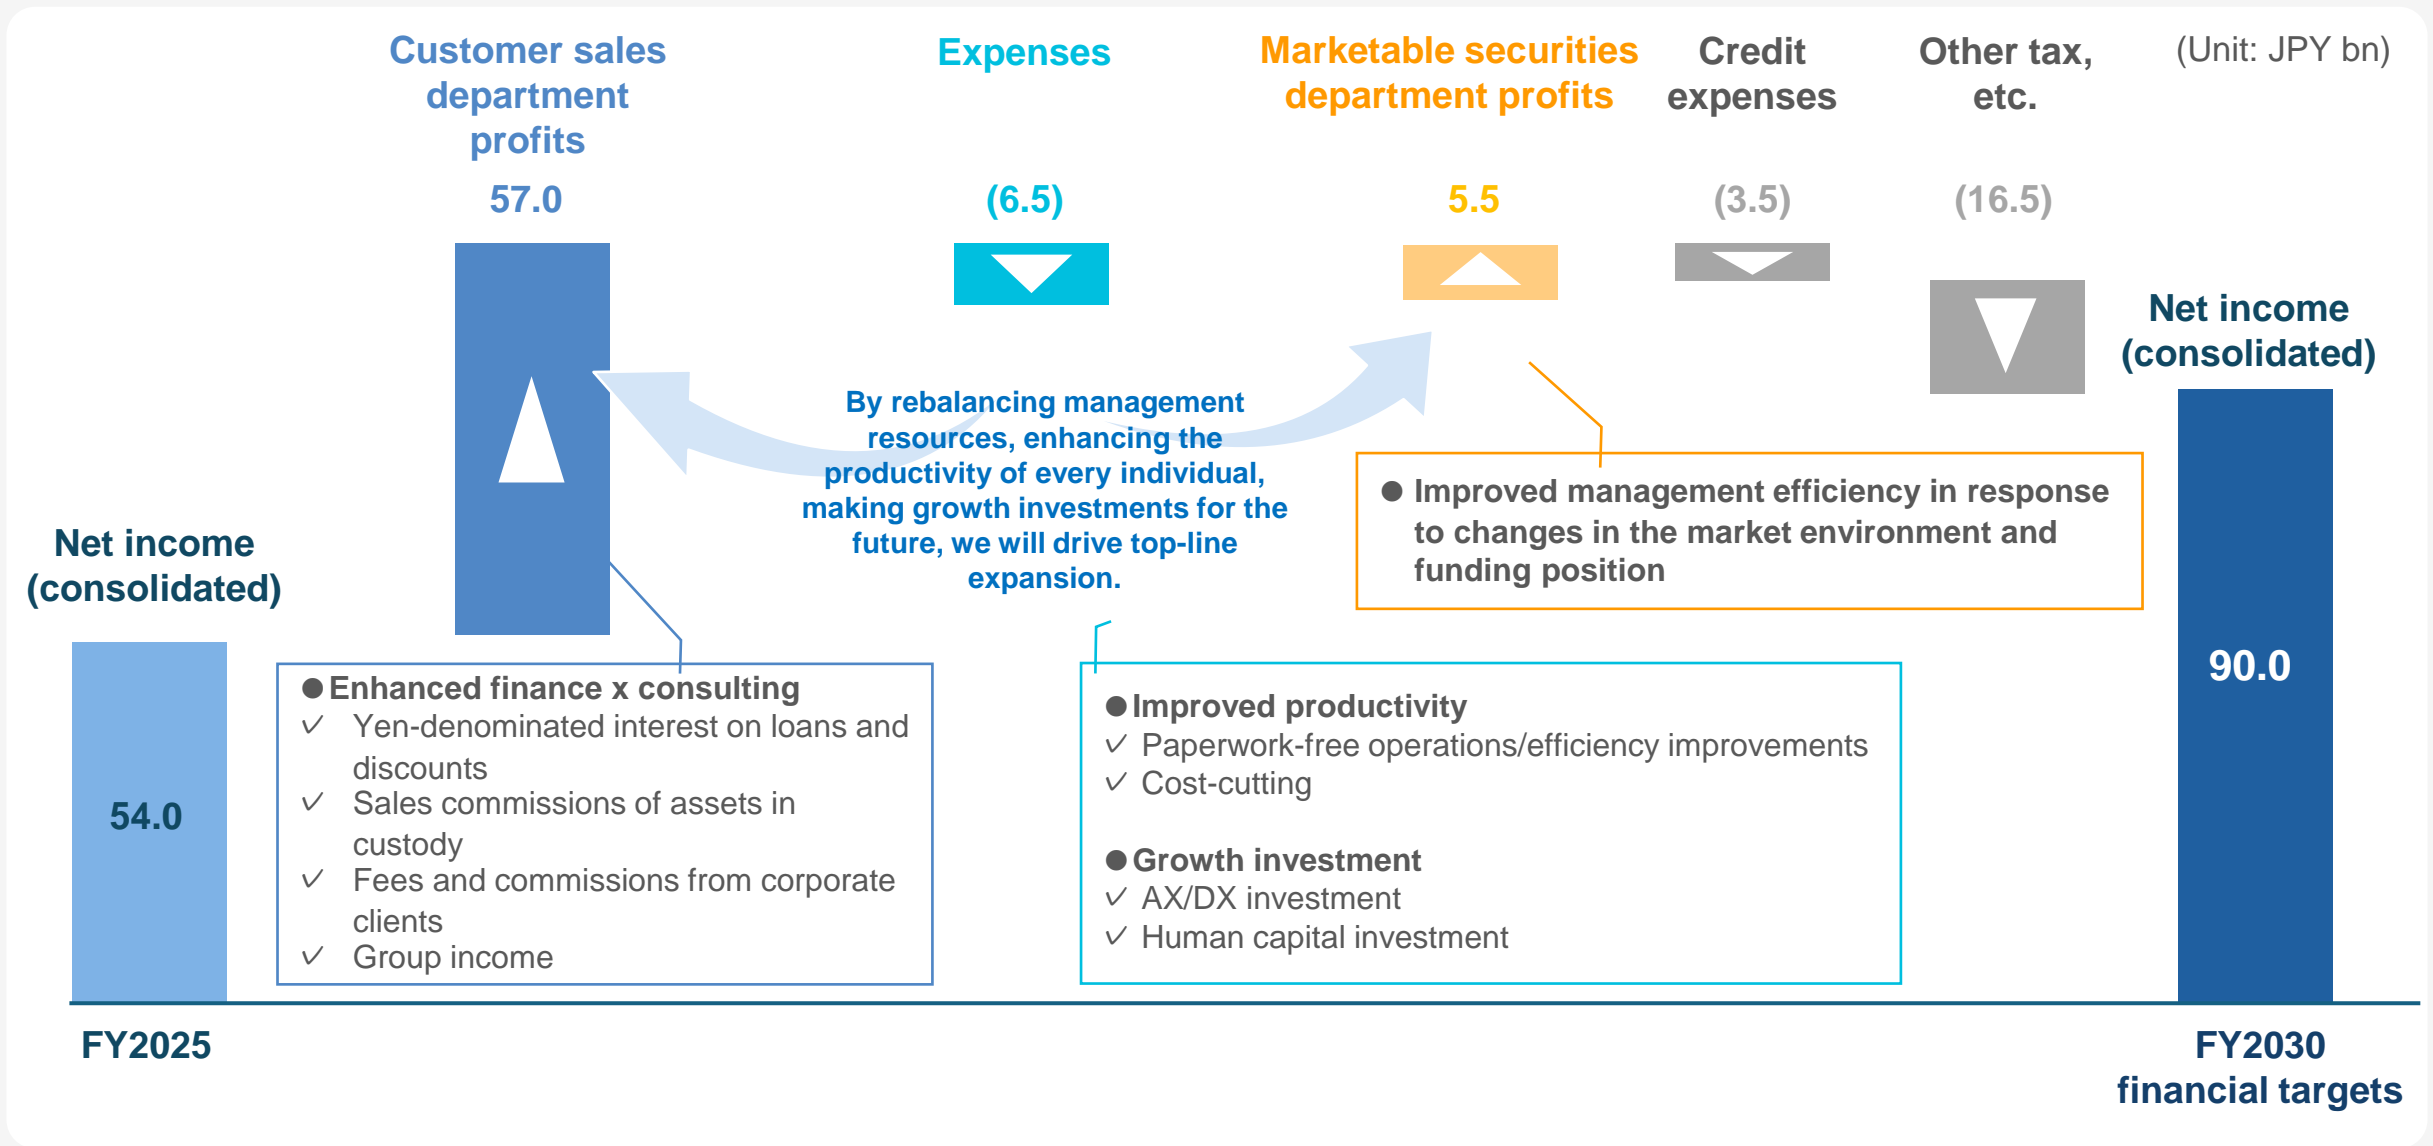 Customer sales
department
profits
57.0
Expenses
(6.5)
Marketable securities
department profits
5.5
Credit
expenses
(3.5)
Other tax,
etc.
(16.5)
(Unit: JPY bn)
Net income
(consolidated)
90.0
By rebalancing management
resources, enhancing the
productivity of every individual,
making growth investments for the
future, we will drive top-line
expansion.
● Improved management efficiency in response
to changes in the market environment and
funding position
Net income
(consolidated)
54.0
●Enhanced finance x consulting
✓ Yen-denominated interest on loans and
discounts
✓ Sales commissions of assets in
custody
✓ Fees and commissions from corporate
clients
✓ Group income
●Improved productivity
✓ Paperwork-free operations/efficiency improvements
✓ Cost-cutting
●Growth investment
✓ AX/DX investment
✓ Human capital investment
FY2025
FY2030
financial targets